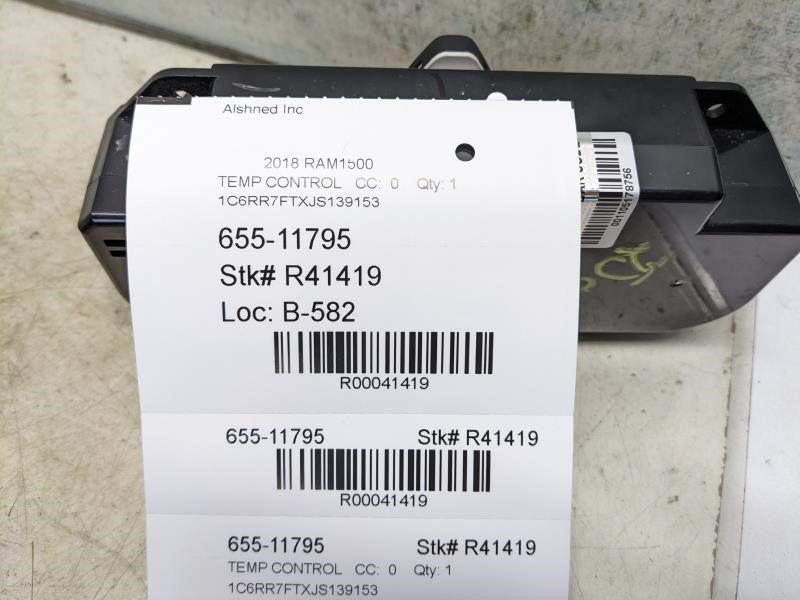 Alshned Inc
2018 RAM1500
TEMP CONTROL CC: 0 Qty: 1
1C6RR7FTXJS139153
655-11795
Stk# R41419
Loc: B-582
R00041419
655-11795 Stk# R41419
R00041419
655-11795 Stk# R41419
TEMP CONTROL CC: 0 Qty: 1
1C6RR7FTXJS139153
001105178756